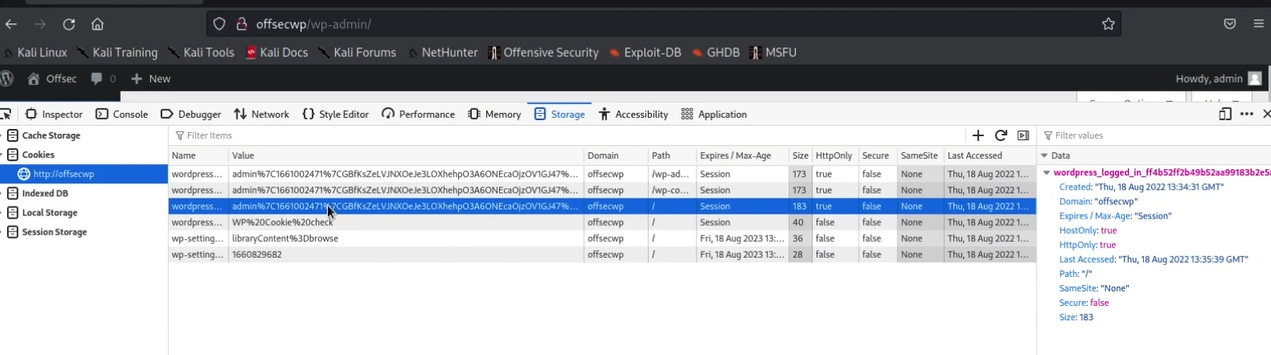 offsecwp/wp-admin/
Kali Linux Kali Training Kali Tools Kali Docs Kali Forums NetHunter Offensive Security Exploit-DB GHDB MSFU
Offsec 0 New Howdy, admin
Inspector Console Debugger Network Style Editor Performance Memory Storage Accessibility Application
Cache Storage
Cookies
http://offsecwp
Indexed DB
Local Storage
Session Storage
Filter Items
Name Value Domain Path Expires / Max-Age Size HttpOnly Secure SameSite Last Accessed
wordpress... admin%7C1661002471%7CGBfKsZeLVJNXOeJe3LOXhehpO3A6ONEcaOjzOV1GJ47%... offsecwp /wp-ad... Session 173 true false None Thu, 18 Aug 2022 1...
wordpress... admin%7C1661002471%7CGBfKsZeLVJNXOeJe3LOXhehpO3A6ONEcaOjzOV1GJ47%... offsecwp /wp-co... Session 173 true false None Thu, 18 Aug 2022 1...
wordpress... admin%7C1661002471%7CGBfKsZeLVJNXOeJe3LOXhehpO3A6ONEcaOjzOV1GJ47%... offsecwp / Session 183 true false None Thu, 18 Aug 2022 1...
wordpress... WP%20Cookie%20check offsecwp / Session 40 false false None Thu, 18 Aug 2022 1...
wp-setting... libraryContent%3Dbrowse offsecwp / Fri, 18 Aug 2023 13:... 36 false false None Thu, 18 Aug 2022 1...
wp-setting... 1660829682 offsecwp / Fri, 18 Aug 2023 13:... 28 false false None Thu, 18 Aug 2022 1...
Filter values
Data
wordpress_logged_in_ff4b52ff2b49b52aa99183b2e5
Created: "Thu, 18 Aug 2022 13:34:31 GMT"
Domain: "offsecwp"
Expires / Max-Age: "Session"
HostOnly: true
HttpOnly: true
Last Accessed: "Thu, 18 Aug 2022 13:35:39 GMT"
Path: "/"
SameSite: "None"
Secure: false
Size: 183